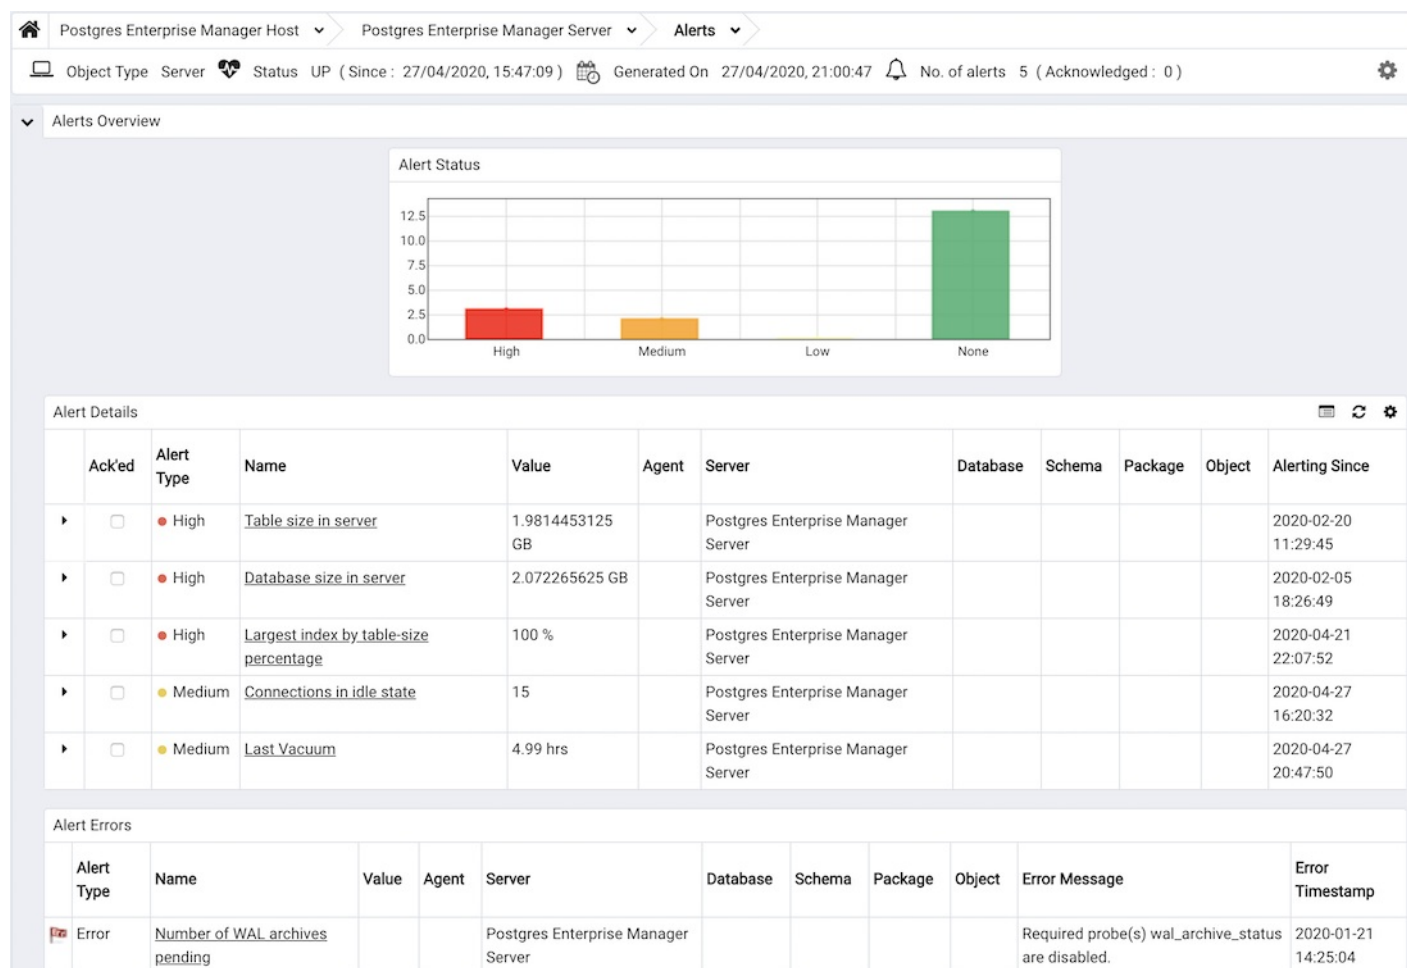 Postgres Enterprise Manager Host Postgres Enterprise Manager Server Alerts
Object Type Server Status UP ( Since : 27/04/2020, 15:47:09 ) Generated On 27/04/2020, 21:00:47 No. of alerts 5 ( Acknowledged : 0 )
Alerts Overview
Alert Status
12.5
10.0
7.5
5.0
2.5
0.0
High Medium Low None
Alert Details
Ack'ed Alert Type Name Value Agent Server Database Schema Package Object Alerting Since
High Table size in server 1.9814453125 GB Postgres Enterprise Manager Server 2020-02-20 11:29:45
High Database size in server 2.072265625 GB Postgres Enterprise Manager Server 2020-02-05 18:26:49
High Largest index by table-size percentage 100 % Postgres Enterprise Manager Server 2020-04-21 22:07:52
Medium Connections in idle state 15 Postgres Enterprise Manager Server 2020-04-27 16:20:32
Medium Last Vacuum 4.99 hrs Postgres Enterprise Manager Server 2020-04-27 20:47:50
Alert Errors
Alert Type Name Value Agent Server Database Schema Package Object Error Message Error Timestamp
Error Number of WAL archives pending Postgres Enterprise Manager Server Required probe(s) wal_archive_status are disabled. 2020-01-21 14:25:04